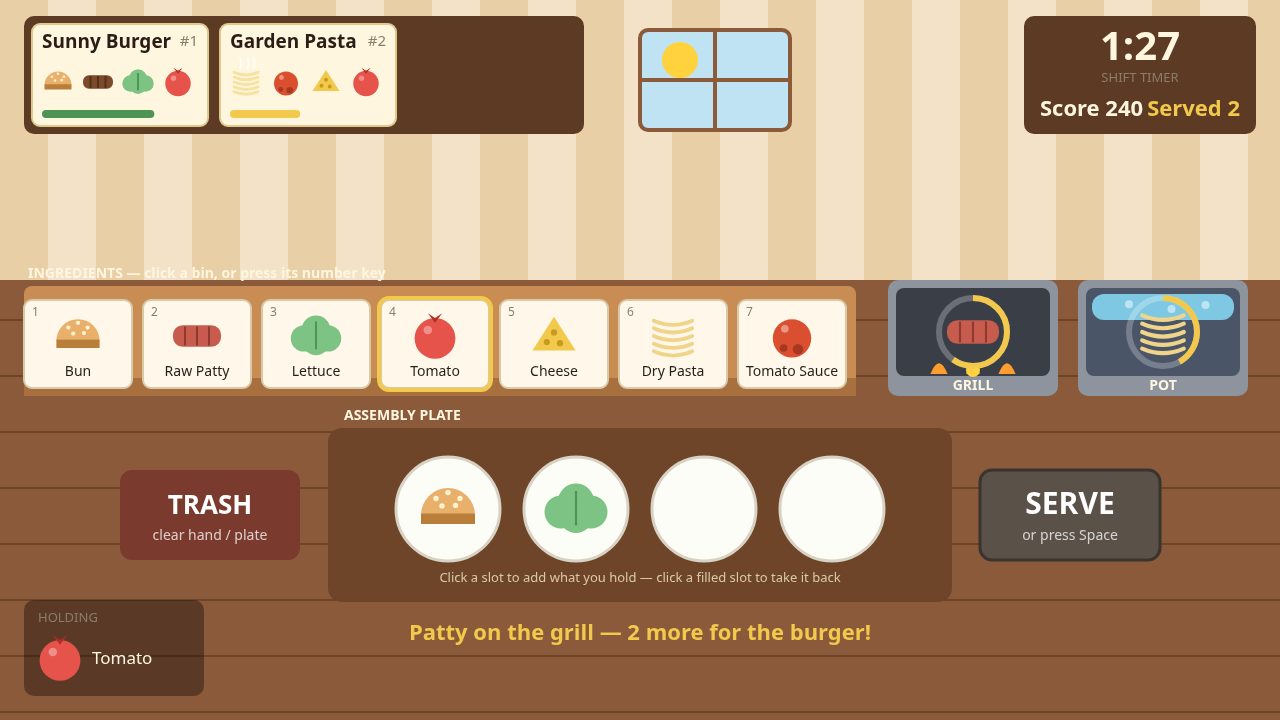 Sunny Burger #1
Garden Pasta #2
1:27
SHIFT TIMER
Score 240 Served 2
INGREDIENTS — click a bin, or press its number key
1 Bun
2 Raw Patty
3 Lettuce
4 Tomato
5 Cheese
6 Dry Pasta
7 Tomato Sauce
GRILL
POT
ASSEMBLY PLATE
TRASH
clear hand / plate
SERVE
or press Space
Click a slot to add what you hold — click a filled slot to take it back
HOLDING
Tomato
Patty on the grill — 2 more for the burger!